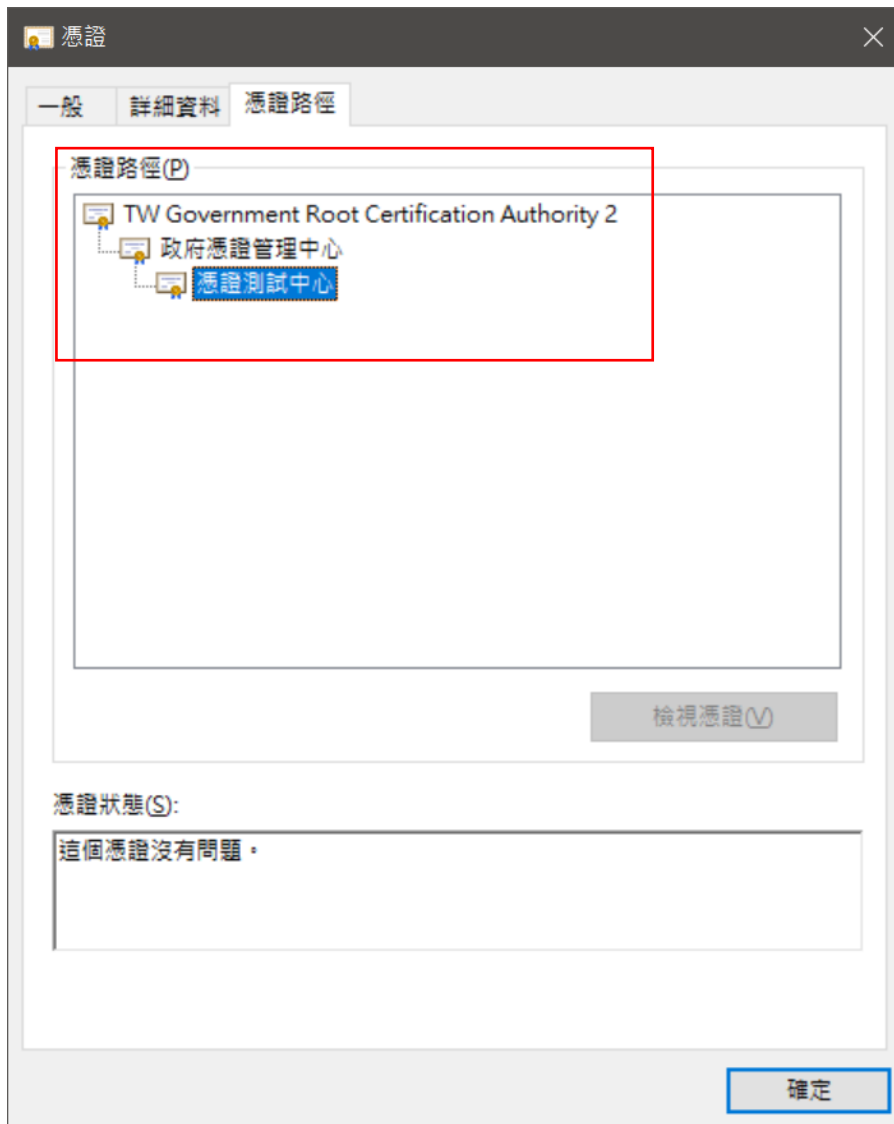 憑證
一般 詳細資料 憑證路徑
憑證路徑(P)
TW Government Root Certification Authority 2
政府憑證管理中心
憑證測試中心
檢視憑證(V)
憑證狀態(S):
這個憑證沒有問題。
確定